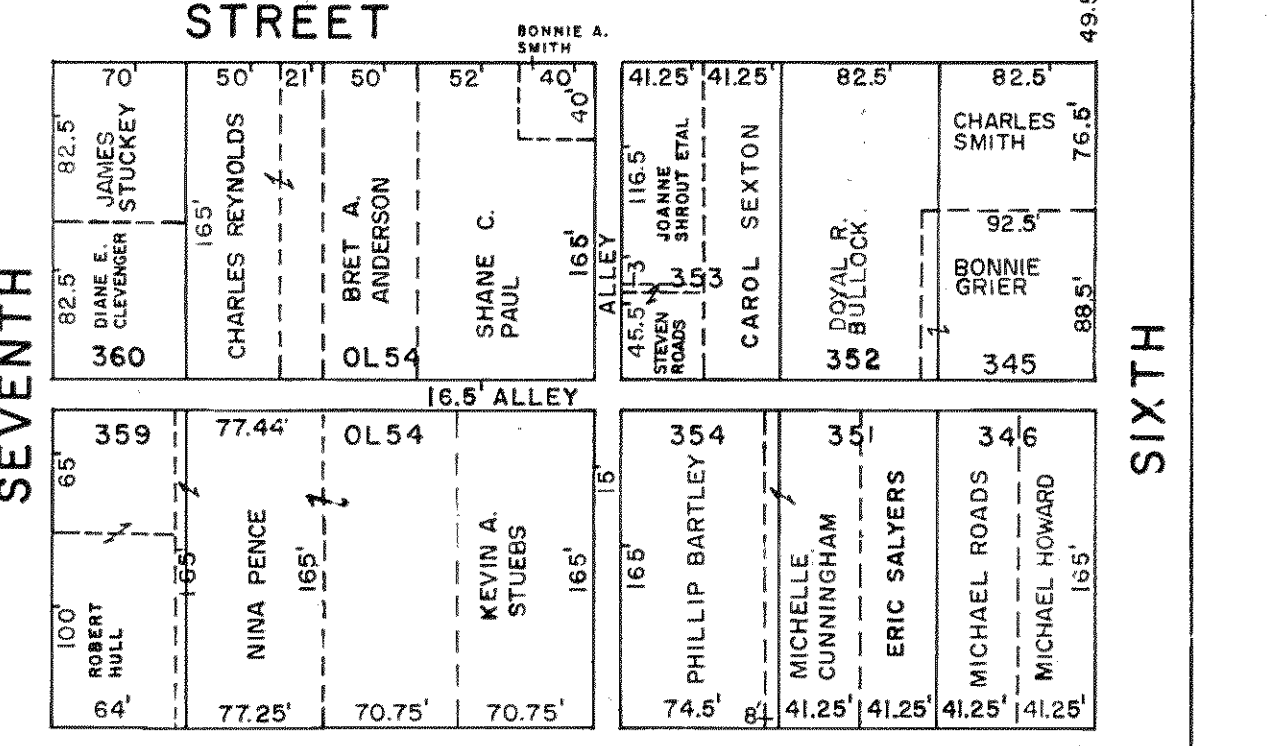 STREET
BONNIE A.
SMITH
49.5
70'
50'
21'
50'
52'
40'
41.25'
41.25'
82.5'
82.5'
82.5'
JAMES
STUCKEY
CHARLES REYNOLDS
165'
BRET A.
ANDERSON
SHANE C.
PAUL
40'
165'
ALLEY
116.5'
JOANNE
SHROUT ETAL
CAROL SEXTON
DOYAL R.
BULLOCK
CHARLES
SMITH
76.5'
82.5'
DIANE E.
CLEVENGER
360
OL54
3'
353
45.5'
STEVEN
ROADS
352
92.5'
BONNIE
GRIER
88.5'
345
SEVENTH
SIXTH
16.5' ALLEY
359
77.44'
OL54
354
351
346
65'
15'
100'
ROBERT
HULL
64'
165'
NINA PENCE
165'
KEVIN A.
STUEBS
165'
165'
PHILLIP BARTLEY
MICHELLE
CUNNINGHAM
ERIC SALYERS
MICHAEL ROADS
MICHAEL HOWARD
165'
77.25'
70.75'
70.75'
74.5'
8'
41.25'
41.25'
41.25'
41.25'